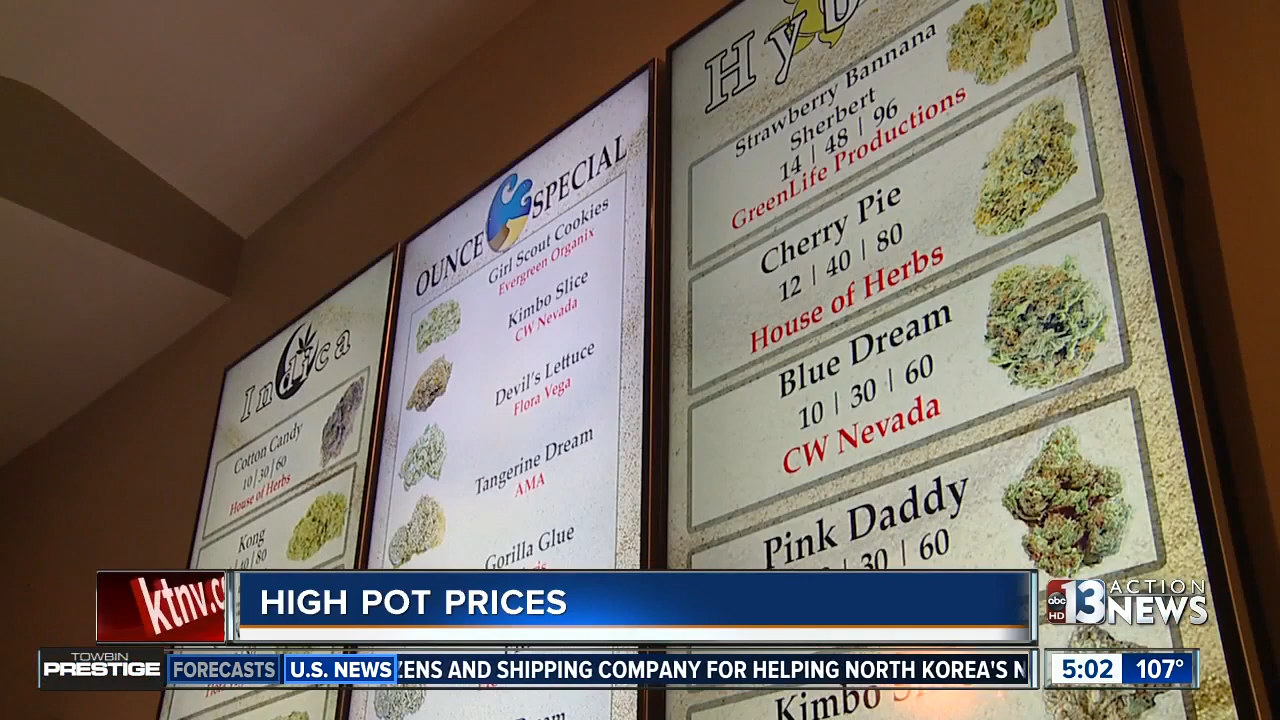 Indica
Cotton Candy
10|30|60
House of Herbs
Kong
OUNCE SPECIAL
Girl Scout Cookies
Evergreen Organix
Kimbo Slice
CW Nevada
Devil's Lettuce
Flora Vega
Tangerine Dream
AMA
Gorilla Glue
Strawberry Bannana
Sherbert
14 | 48 | 96
GreenLife Productions
Cherry Pie
12 | 40 | 80
House of Herbs
Blue Dream
10 | 30 | 60
CW Nevada
Pink Daddy
30 | 60
Kimbo
ktnv.c
HIGH POT PRICES
abc
HD
13 ACTION
NEWS
TOWBIN
PRESTIGE
FORECASTS
U.S. NEWS
ZENS AND SHIPPING COMPANY FOR HELPING NORTH KOREA'S N
5:02
107°